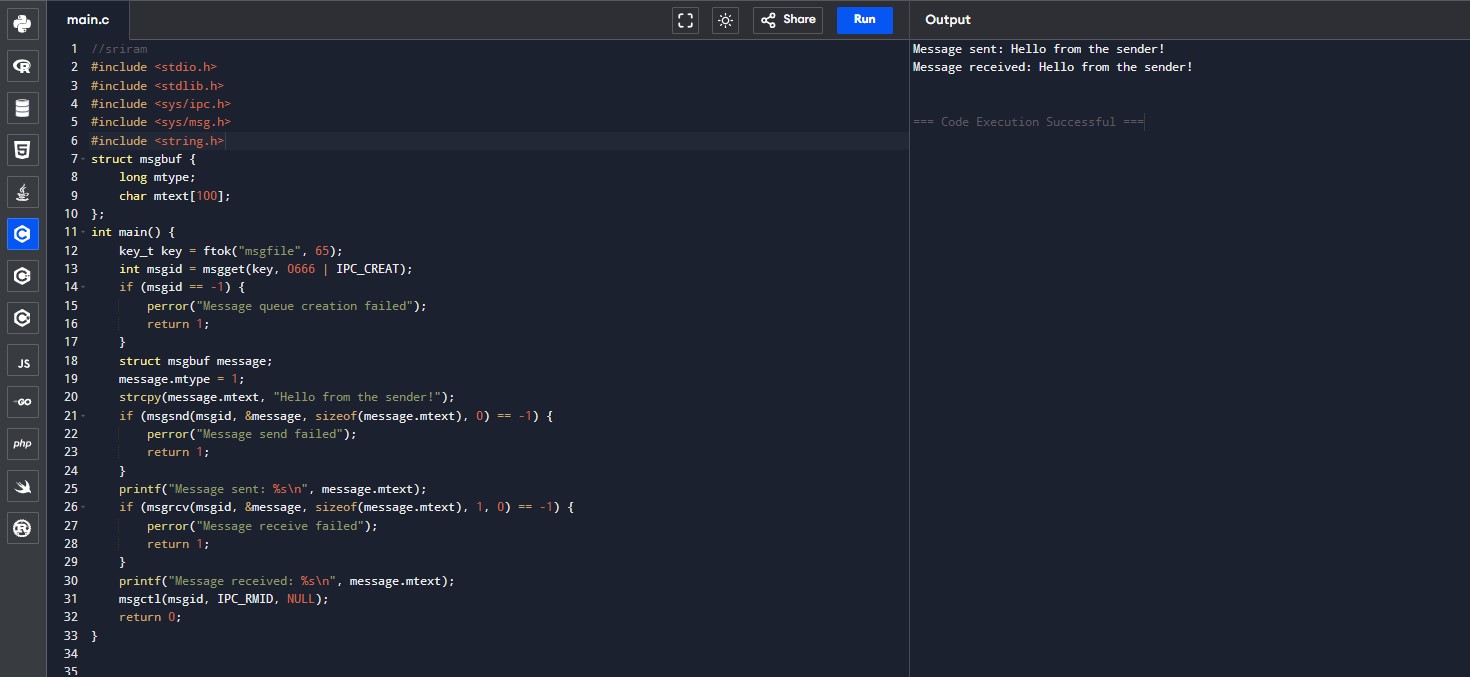 main.c
Share
Run
Output
1 //sriram
2 #include <stdio.h>
3 #include <stdlib.h>
4 #include <sys/ipc.h>
5 #include <sys/msg.h>
6 #include <string.h>
7 struct msgbuf {
8     long mtype;
9     char mtext[100];
10 };
11 int main() {
12     key_t key = ftok("msgfile", 65);
13     int msgid = msgget(key, 0666 | IPC_CREAT);
14     if (msgid == -1) {
15         perror("Message queue creation failed");
16         return 1;
17     }
18     struct msgbuf message;
19     message.mtype = 1;
20     strcpy(message.mtext, "Hello from the sender!");
21     if (msgsnd(msgid, &message, sizeof(message.mtext), 0) == -1) {
22         perror("Message send failed");
23         return 1;
24     }
25     printf("Message sent: %s\n", message.mtext);
26     if (msgrcv(msgid, &message, sizeof(message.mtext), 1, 0) == -1) {
27         perror("Message receive failed");
28         return 1;
29     }
30     printf("Message received: %s\n", message.mtext);
31     msgctl(msgid, IPC_RMID, NULL);
32     return 0;
33 }
34
35
Message sent: Hello from the sender!
Message received: Hello from the sender!
=== Code Execution Successful ===
R
5
C
C
C
JS
GO
php
R